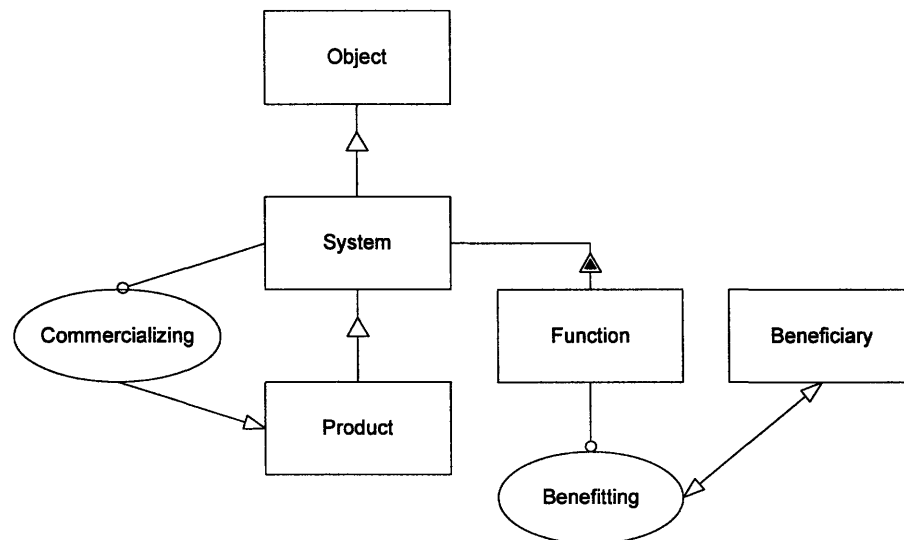 Object
System
Commercializing
Function
Beneficiary
Product
Benefitting